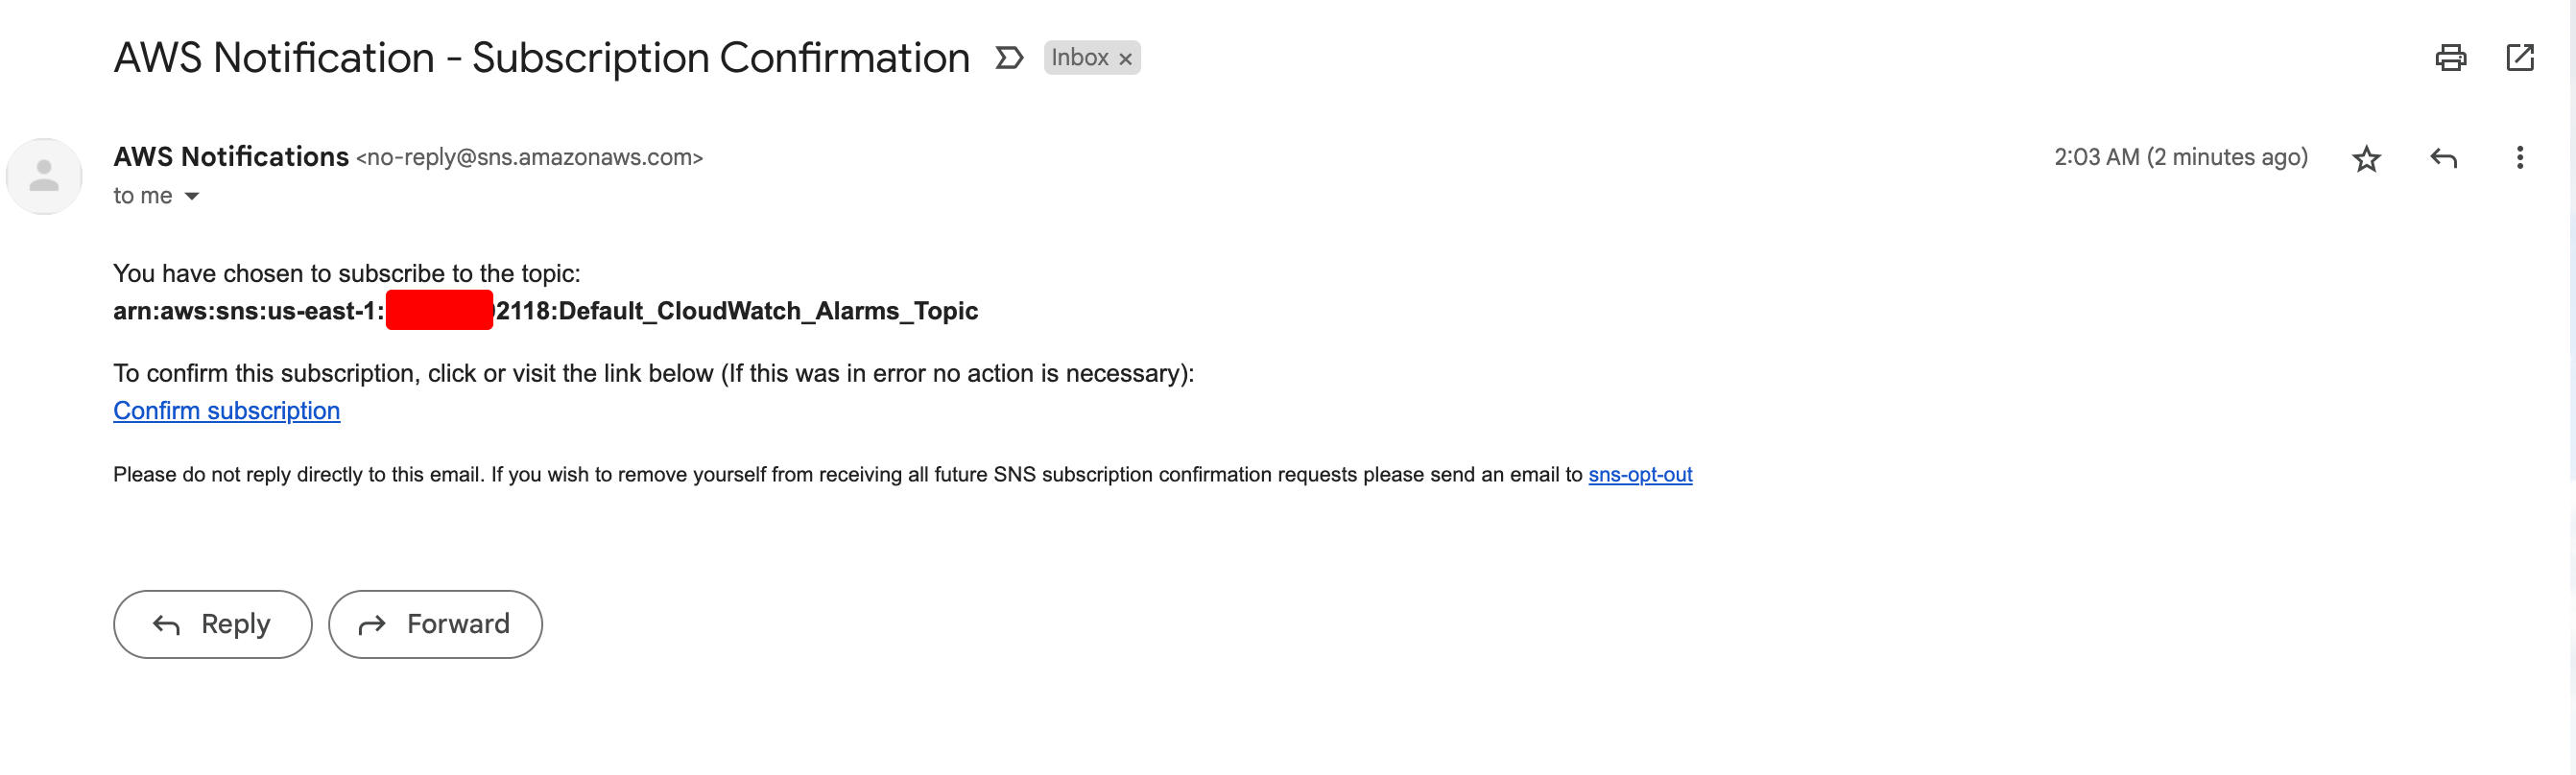 AWS Notification - Subscription Confirmation Inbox ×
AWS Notifications <no-reply@sns.amazonaws.com> 2:03 AM (2 minutes ago)
to me
You have chosen to subscribe to the topic:
arn:aws:sns:us-east-1: 2118:Default_CloudWatch_Alarms_Topic
To confirm this subscription, click or visit the link below (If this was in error no action is necessary):
Confirm subscription
Please do not reply directly to this email. If you wish to remove yourself from receiving all future SNS subscription confirmation requests please send an email to sns-opt-out
Reply Forward